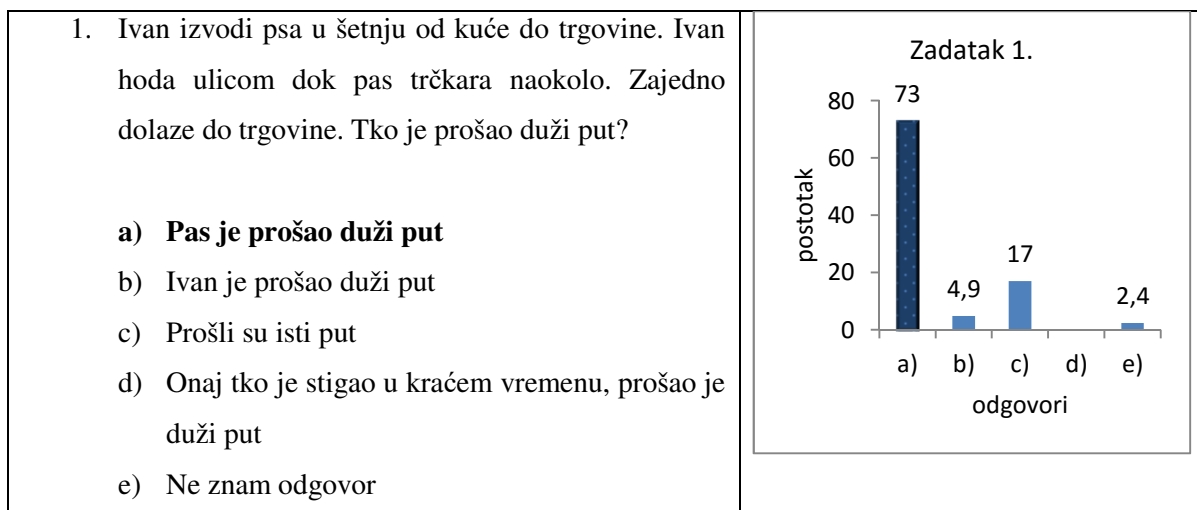 1. Ivan izvodi psa u šetnju od kuće do trgovine. Ivan
hoda ulicom dok pas trčkara naokolo. Zajedno
dolaze do trgovine. Tko je prošao duži put?
a) Pas je prošao duži put
b) Ivan je prošao duži put
c) Prošli su isti put
d) Onaj tko je stigao u kraćem vremenu, prošao je
duži put
e) Ne znam odgovor
Zadatak 1.
postotak
80
60
40
20
0
73
4,9
17
2,4
a) b) c) d) e)
odgovori